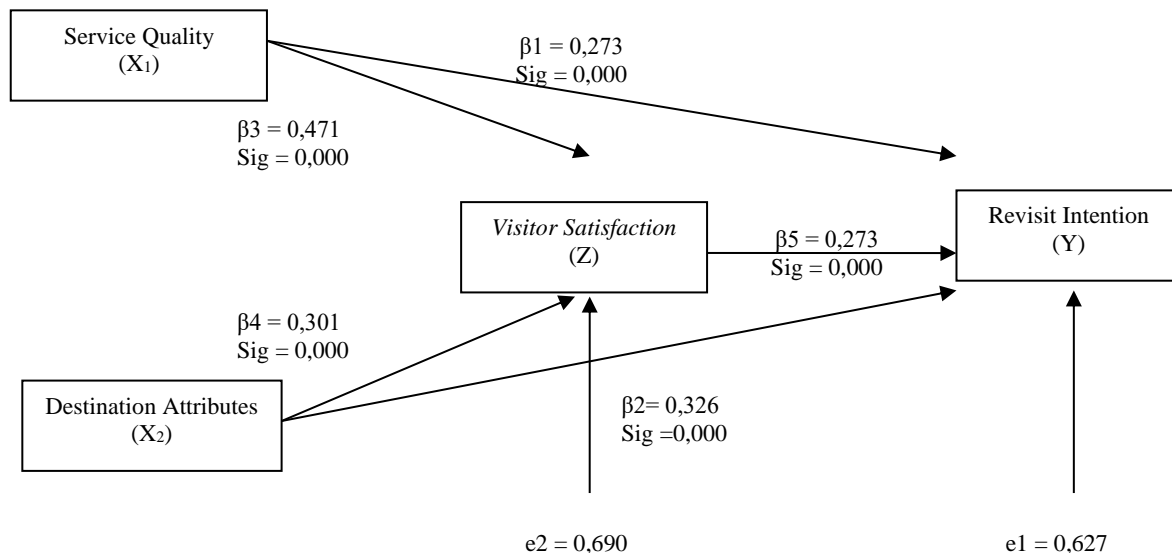 Service Quality
(X₁)
β1 = 0,273
Sig = 0,000
β3 = 0,471
Sig = 0,000
Visitor Satisfaction
(Z)
β5 = 0,273
Sig = 0,000
Revisit Intention
(Y)
β4 = 0,301
Sig = 0,000
Destination Attributes
(X₂)
β2= 0,326
Sig =0,000
e2 = 0,690
e1 = 0,627